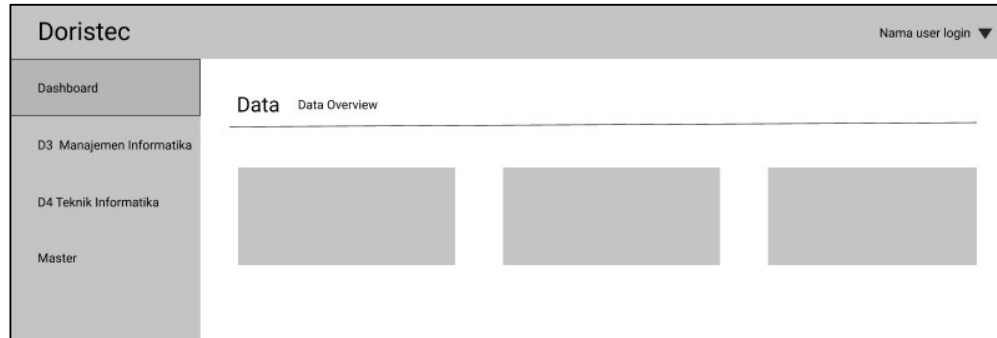 Doristec
Nama user login
Dashboard
D3 Manajemen Informatika
D4 Teknik Informatika
Master
Data
Data Overview